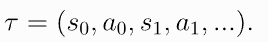 τ = (s₀, a₀, s₁, a₁, ...).